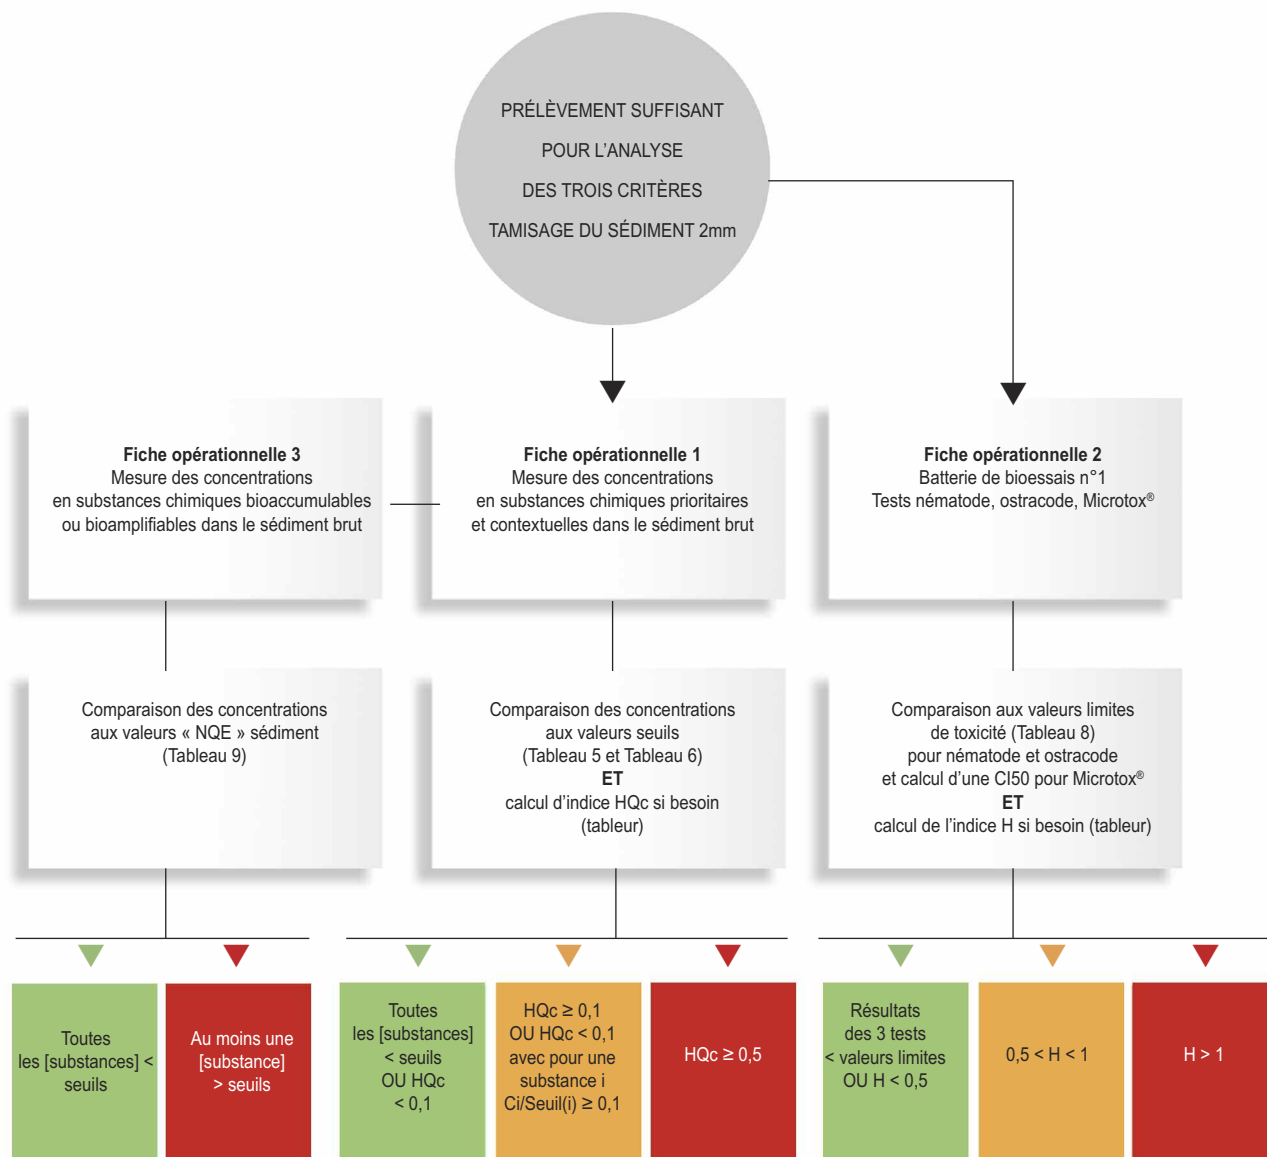 PRÉLÈVEMENT SUFFISANT
POUR L'ANALYSE
DES TROIS CRITÈRES
TAMISAGE DU SÉDIMENT 2mm
Fiche opérationnelle 3
Mesure des concentrations
en substances chimiques bioaccumulables
ou bioamplifiables dans le sédiment brut
Fiche opérationnelle 1
Mesure des concentrations
en substances chimiques prioritaires
et contextuelles dans le sédiment brut
Fiche opérationnelle 2
Batterie de bioessais n°1
Tests nématode, ostracode, Microtox®
Comparaison des concentrations
aux valeurs « NQE » sédiment
(Tableau 9)
Comparaison des concentrations
aux valeurs seuils
(Tableau 5 et Tableau 6)
ET
calcul d'indice HQc si besoin
(tableur)
Comparaison aux valeurs limites
de toxicité (Tableau 8)
pour nématode et ostracode
et calcul d'une CI50 pour Microtox®
ET
calcul de l'indice H si besoin (tableur)
Toutes
les [substances] <
seuils
Au moins une
[substance]
> seuils
Toutes
les [substances]
< seuils
OU HQc
< 0,1
HQc ≥ 0,1
OU HQc < 0,1
avec pour une
substance i
Ci/Seuil(i) ≥ 0,1
HQc ≥ 0,5
Résultats
des 3 tests
< valeurs limites
OU H < 0,5
0,5 < H < 1
H > 1